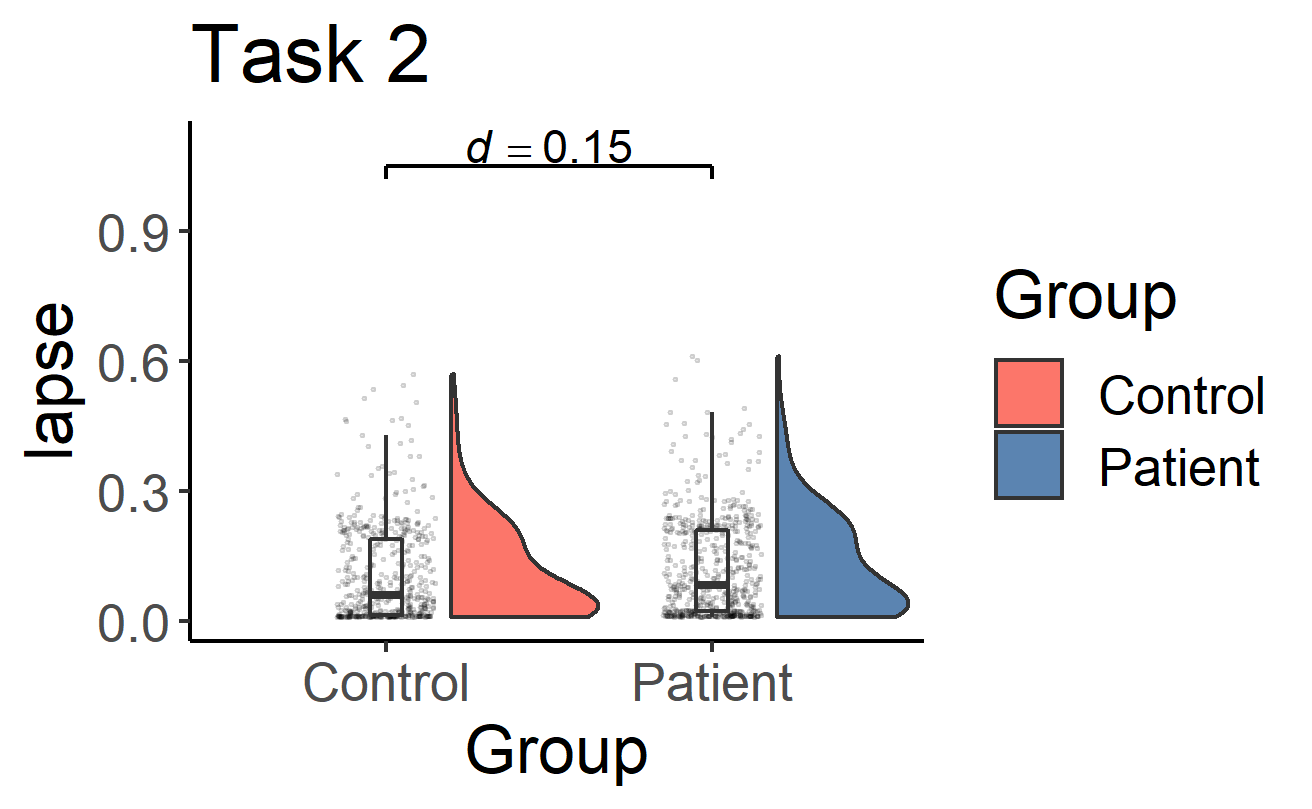 Task 2
d = 0.15
lapse
0.9
0.6
0.3
0.0
Control
Patient
Group
Group
Control
Patient